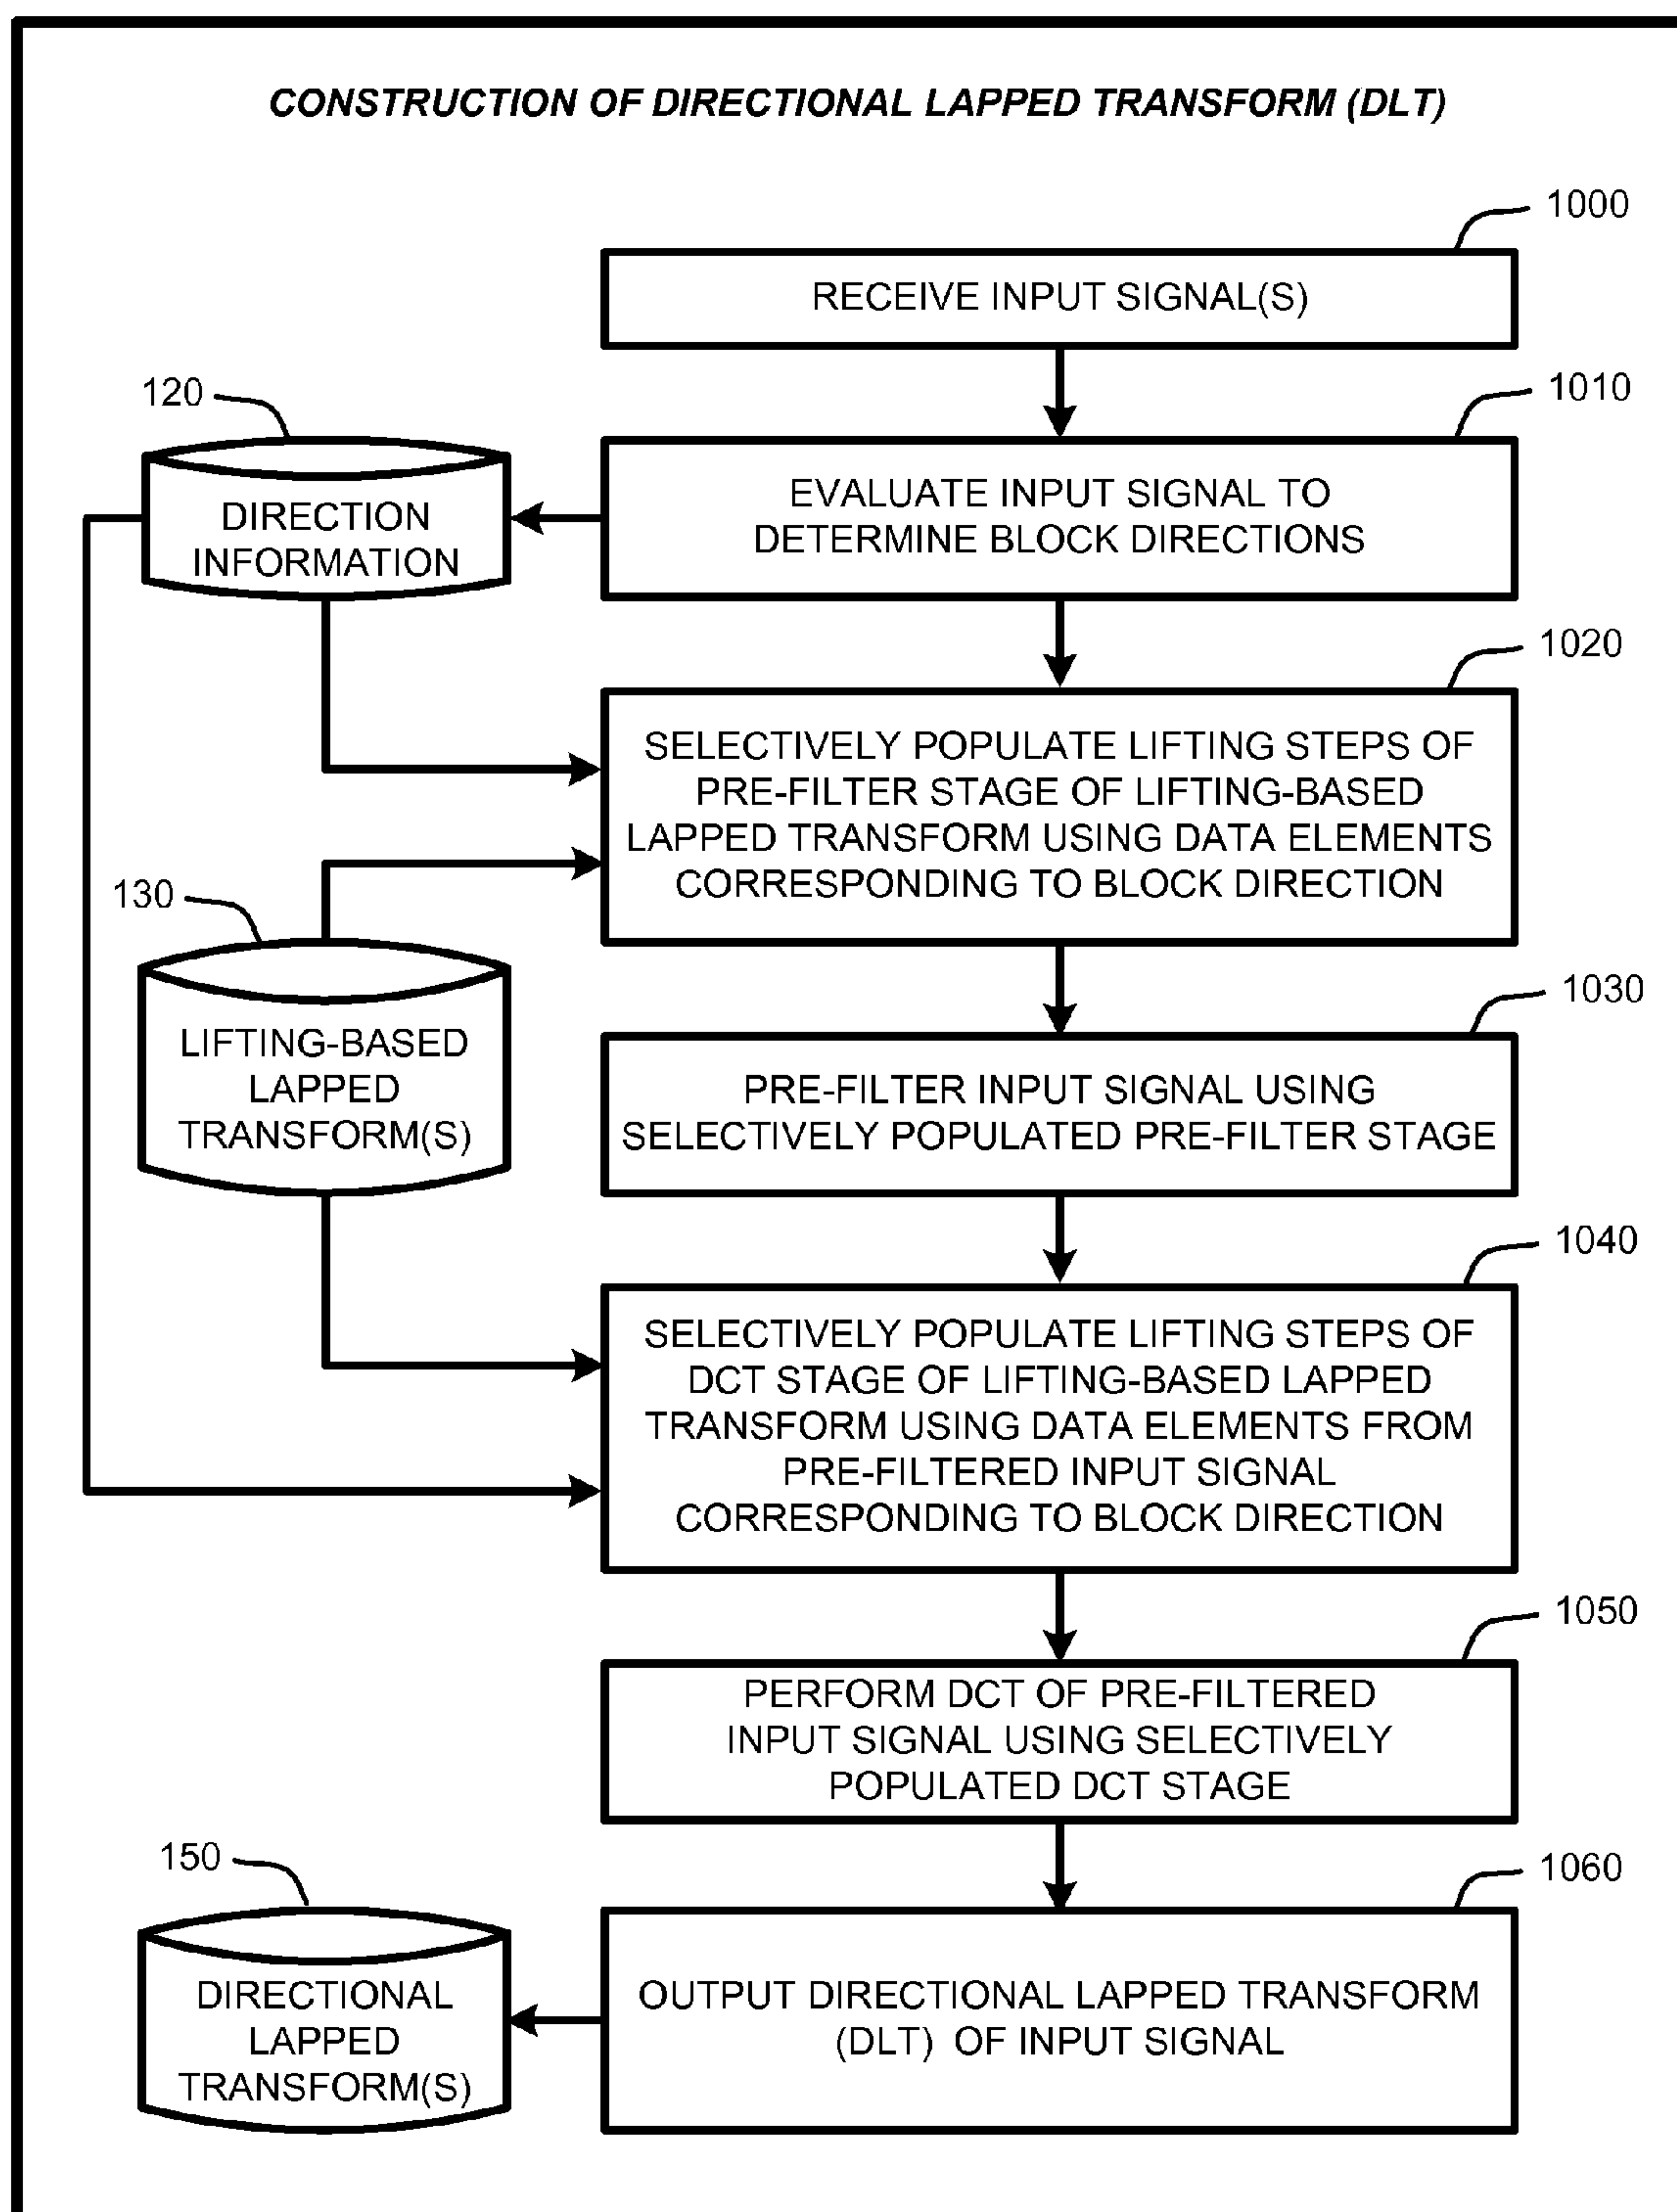 CONSTRUCTION OF DIRECTIONAL LAPPED TRANSFORM (DLT)
1000
RECEIVE INPUT SIGNAL(S)
1010
EVALUATE INPUT SIGNAL TO
DETERMINE BLOCK DIRECTIONS
120
DIRECTION
INFORMATION
1020
SELECTIVELY POPULATE LIFTING STEPS OF
PRE-FILTER STAGE OF LIFTING-BASED
LAPPED TRANSFORM USING DATA ELEMENTS
CORRESPONDING TO BLOCK DIRECTION
130
LIFTING-BASED
LAPPED
TRANSFORM(S)
1030
PRE-FILTER INPUT SIGNAL USING
SELECTIVELY POPULATED PRE-FILTER STAGE
1040
SELECTIVELY POPULATE LIFTING STEPS OF
DCT STAGE OF LIFTING-BASED LAPPED
TRANSFORM USING DATA ELEMENTS FROM
PRE-FILTERED INPUT SIGNAL
CORRESPONDING TO BLOCK DIRECTION
1050
PERFORM DCT OF PRE-FILTERED
INPUT SIGNAL USING SELECTIVELY
POPULATED DCT STAGE
150
DIRECTIONAL
LAPPED
TRANSFORM(S)
1060
OUTPUT DIRECTIONAL LAPPED TRANSFORM
(DLT) OF INPUT SIGNAL